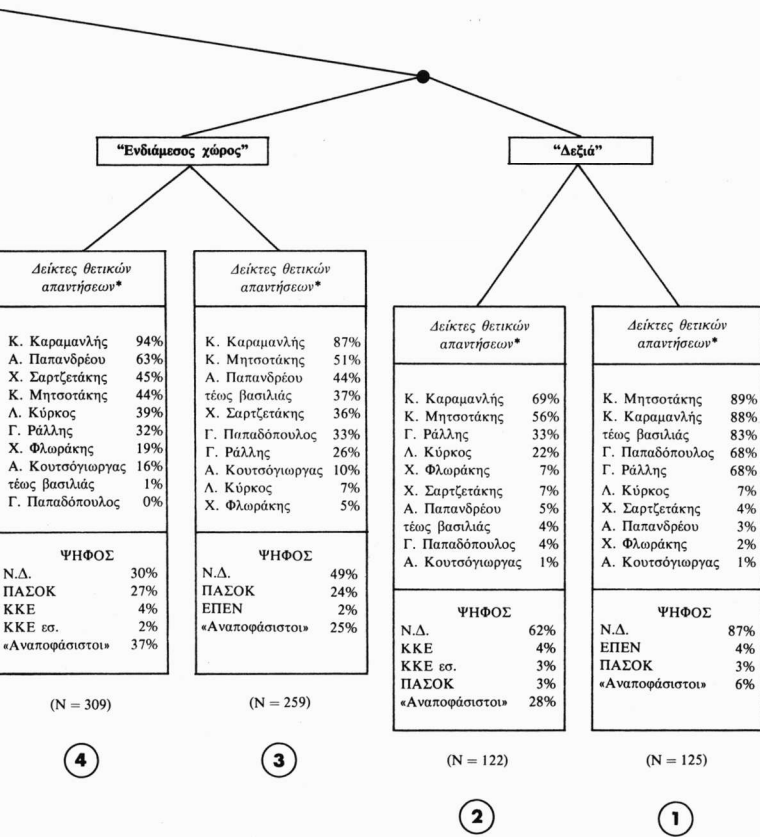 “Ενδιάμεσος χώρος”
“Δεξιά”
Δείκτες θετικών
απαντήσεων*
Κ. Καραμανλής 94%
Α. Παπανδρέου 63%
Χ. Σαρτζετάκης 45%
Κ. Μητσοτάκης 44%
Λ. Κύρκος 39%
Γ. Ράλλης 32%
Χ. Φλωράκης 19%
Α. Κουτσόγιωργας 16%
τέως βασιλιάς 1%
Γ. Παπαδόπουλος 0%
ΨΗΦΟΣ
Ν.Δ. 30%
ΠΑΣΟΚ 27%
ΚΚΕ 4%
ΚΚΕ εσ. 2%
«Αναποφάσιστοι» 37%
(Ν = 309)
4
Δείκτες θετικών
απαντήσεων*
Κ. Καραμανλής 87%
Κ. Μητσοτάκης 51%
Α. Παπανδρέου 44%
τέως βασιλιάς 37%
Χ. Σαρτζετάκης 36%
Γ. Παπαδόπουλος 33%
Γ. Ράλλης 26%
Α. Κουτσόγιωργας 10%
Λ. Κύρκος 7%
Χ. Φλωράκης 5%
ΨΗΦΟΣ
Ν.Δ. 49%
ΠΑΣΟΚ 24%
ΕΠΕΝ 2%
«Αναποφάσιστοι» 25%
(Ν = 259)
3
Δείκτες θετικών
απαντήσεων*
Κ. Καραμανλής 69%
Κ. Μητσοτάκης 56%
Γ. Ράλλης 33%
Λ. Κύρκος 22%
Χ. Φλωράκης 7%
Χ. Σαρτζετάκης 7%
Α. Παπανδρέου 5%
τέως βασιλιάς 4%
Γ. Παπαδόπουλος 4%
Α. Κουτσόγιωργας 1%
ΨΗΦΟΣ
Ν.Δ. 62%
ΚΚΕ 4%
ΚΚΕ εσ. 3%
ΠΑΣΟΚ 3%
«Αναποφάσιστοι» 28%
(Ν = 122)
2
Δείκτες θετικών
απαντήσεων*
Κ. Μητσοτάκης 89%
Κ. Καραμανλής 88%
τέως βασιλιάς 83%
Γ. Παπαδόπουλος 68%
Γ. Ράλλης 68%
Λ. Κύρκος 7%
Χ. Σαρτζετάκης 4%
Α. Παπανδρέου 3%
Χ. Φλωράκης 2%
Α. Κουτσόγιωργας 1%
ΨΗΦΟΣ
Ν.Δ. 87%
ΕΠΕΝ 4%
ΠΑΣΟΚ 3%
«Αναποφάσιστοι» 6%
(Ν = 125)
1